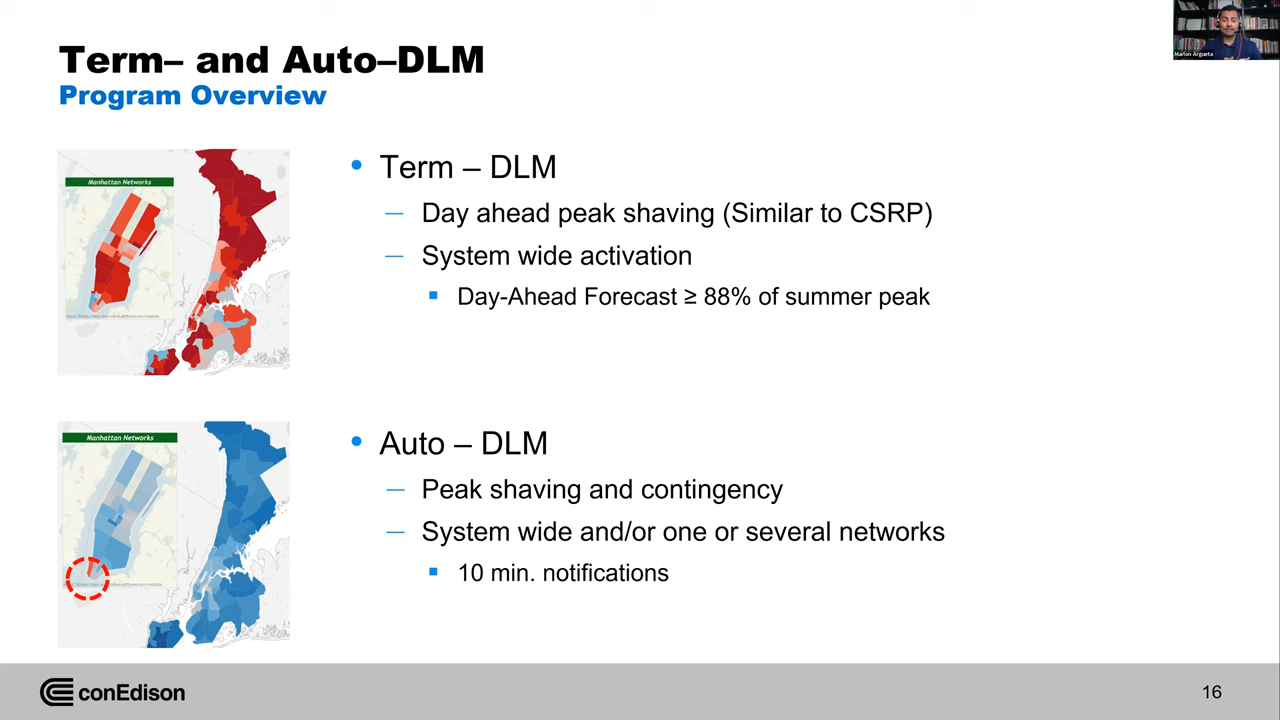 Marlon Argueta
Term– and Auto–DLM
Program Overview
Manhattan Networks
• Term – DLM
– Day ahead peak shaving (Similar to CSRP)
– System wide activation
▪ Day-Ahead Forecast ≥ 88% of summer peak
Manhattan Networks
• Auto – DLM
– Peak shaving and contingency
– System wide and/or one or several networks
▪ 10 min. notifications
conEdison
16